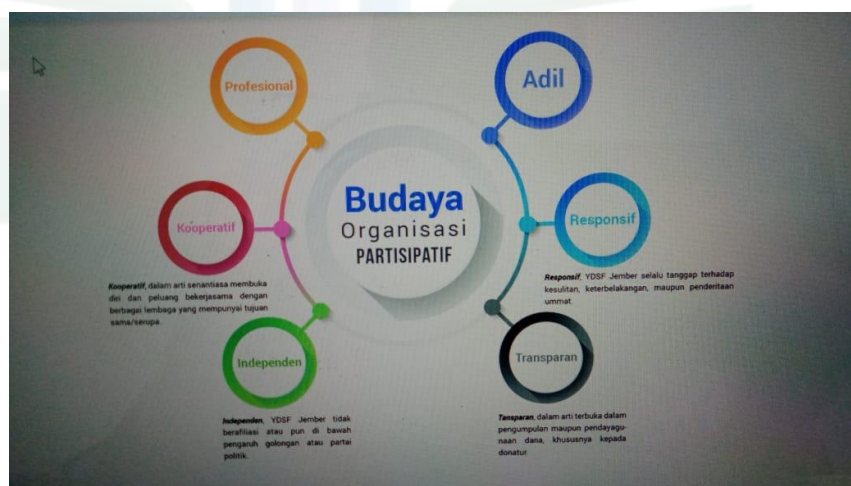 Profesional
Adil
Kooperatif
Budaya
Organisasi
PARTISIPATIF
Responsif
Kooperatif, dalam arti senantiasa membuka
diri dan peluang bekerjasama dengan
berbagai lembaga yang mempunyai tujuan
sama/serupa.
Responsif, YDSF Jember selalu tanggap terhadap
kesulitan, keterbelakangan, maupun penderitaan
ummat.
Independen
Transparan
Independen, YDSF Jember tidak
berafiliasi atau pun di bawah
pengaruh golongan atau partai
politik.
Tansparan, dalam arti terbuka dalam
pengumpulan maupun pendayagu-
naan dana, khususnya kepada
donatur.